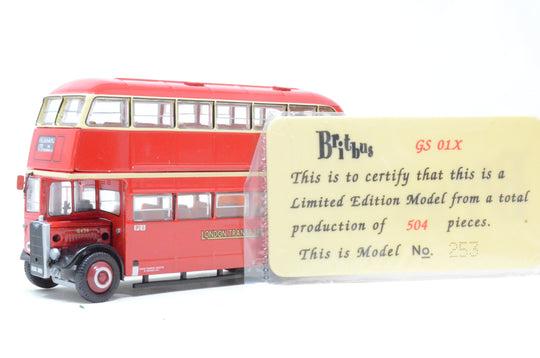 LONDON TRANS
Britbus GS 01X
This is to certify that this is a
Limited Edition Model from a total
production of 504 pieces.
This is Model No. 253